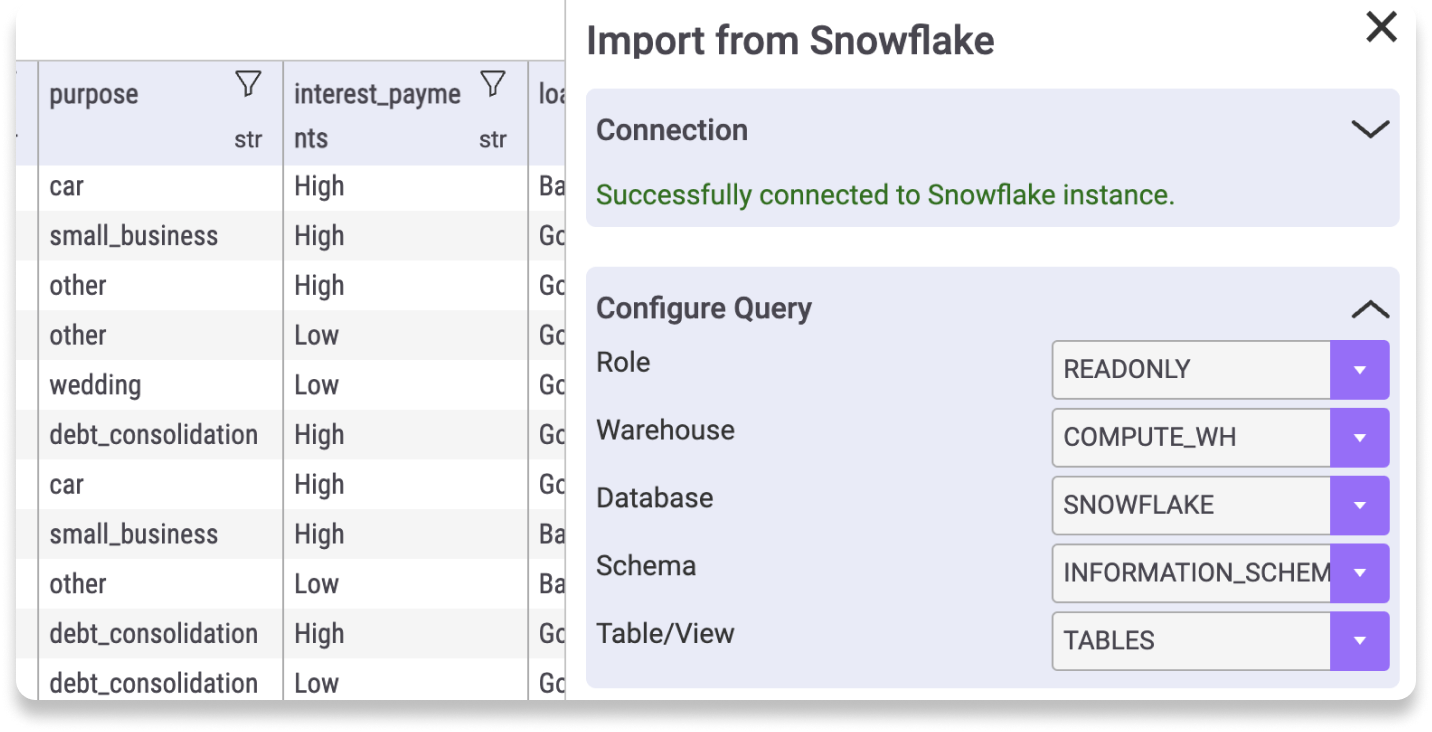 purpose
str
interest_payme
nts
str
loa
car High Ba
small_business High Go
other High Go
other Low Go
wedding Low Go
debt_consolidation High Go
car High Go
small_business High Ba
other Low Ba
debt_consolidation High Go
debt_consolidation Low Go
Import from Snowflake
Connection
Successfully connected to Snowflake instance.
Configure Query
Role READONLY
Warehouse COMPUTE_WH
Database SNOWFLAKE
Schema INFORMATION_SCHEM
Table/View TABLES